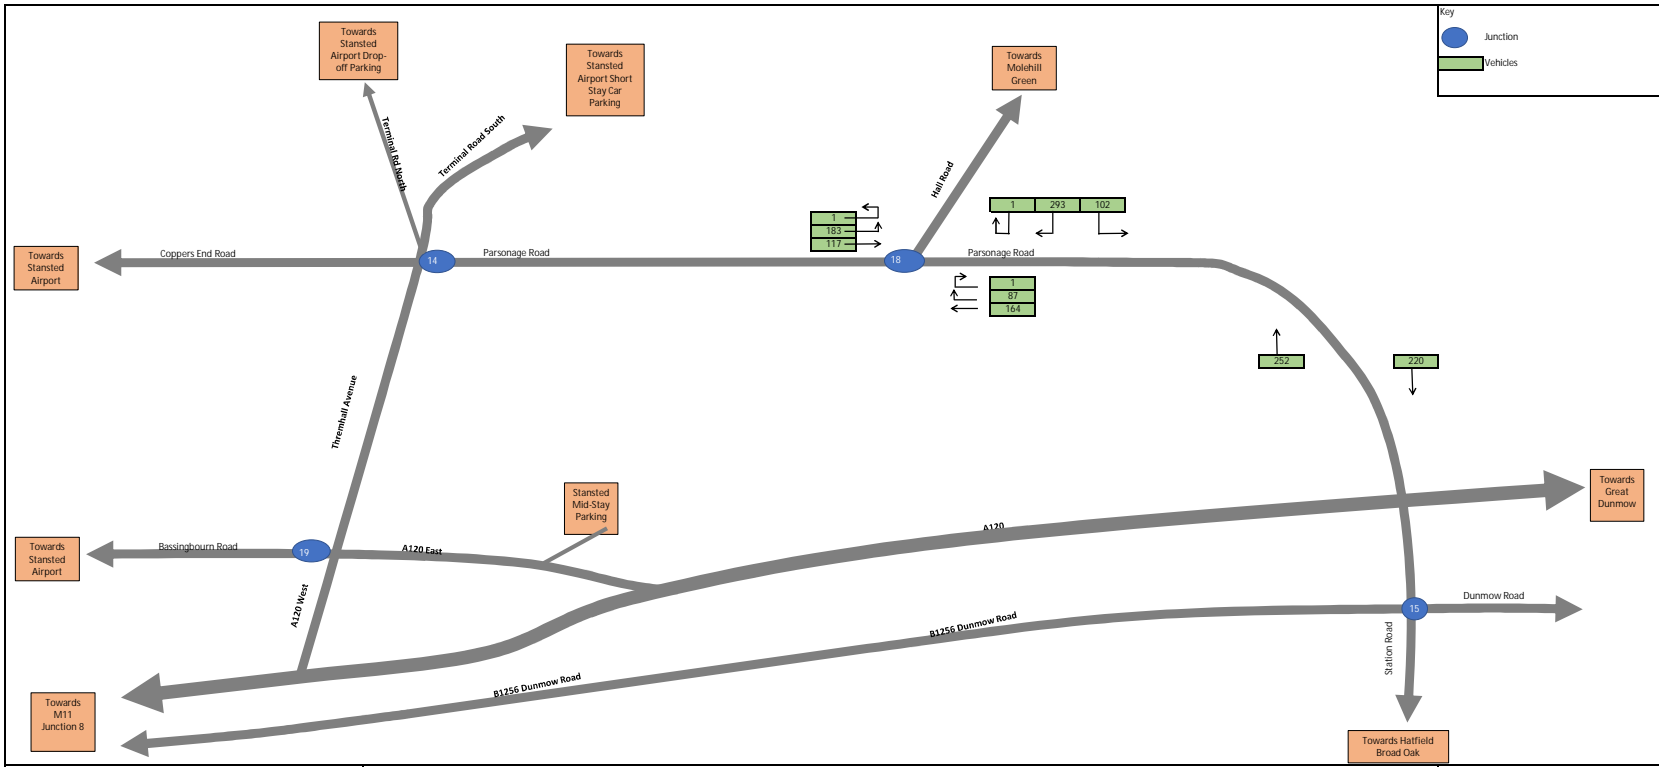 Key
Junction
Vehicles
Towards
Stansted
Airport Drop-
off Parking
Towards
Stansted
Airport Short
Stay Car
Parking
Towards
Molehill
Green
Terminal Rd North
Terminal Road South
Hall Road
1
183
117
1 293 102
Towards
Stansted
Airport
Coppers End Road
14
Parsonage Road
18
Parsonage Road
1
87
164
252
220
Thremhall Avenue
Stansted
Mid-Stay
Parking
Towards
Great
Dunmow
A120
Towards
Stansted
Airport
Bassingbourn Road
19
A120 East
A120 West
B1256 Dunmow Road
15
Dunmow Road
Station Road
B1256 Dunmow Road
Towards
M11
Junction 8
Towards Hatfield
Broad Oak